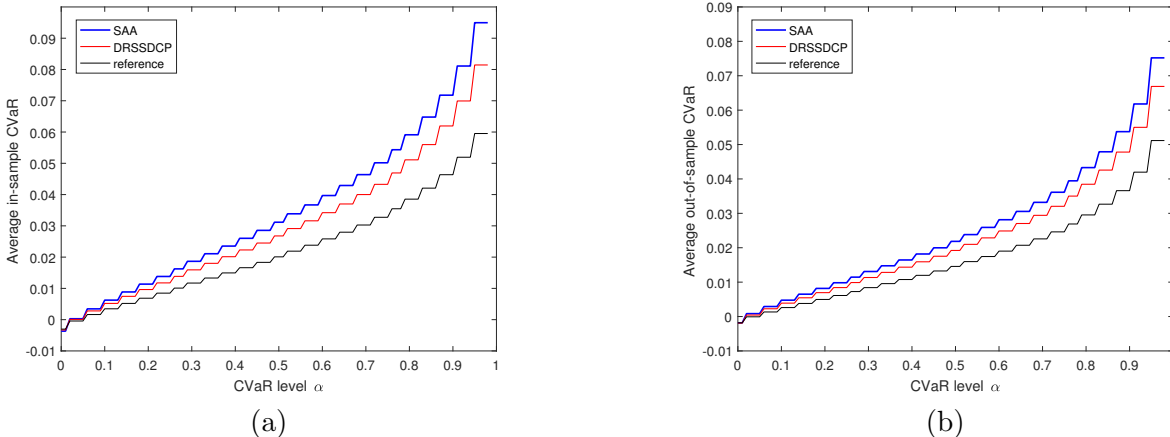 SAA
DRSSDCP
reference
Average in-sample CVaR
0.09
0.08
0.07
0.06
0.05
0.04
0.03
0.02
0.01
0
-0.01
0 0.1 0.2 0.3 0.4 0.5 0.6 0.7 0.8 0.9 1
CVaR level α
(a)
SAA
DRSSDCP
reference
Average out-of-sample CVaR
0.09
0.08
0.07
0.06
0.05
0.04
0.03
0.02
0.01
0
-0.01
0 0.1 0.2 0.3 0.4 0.5 0.6 0.7 0.8 0.9
CVaR level α
(b)